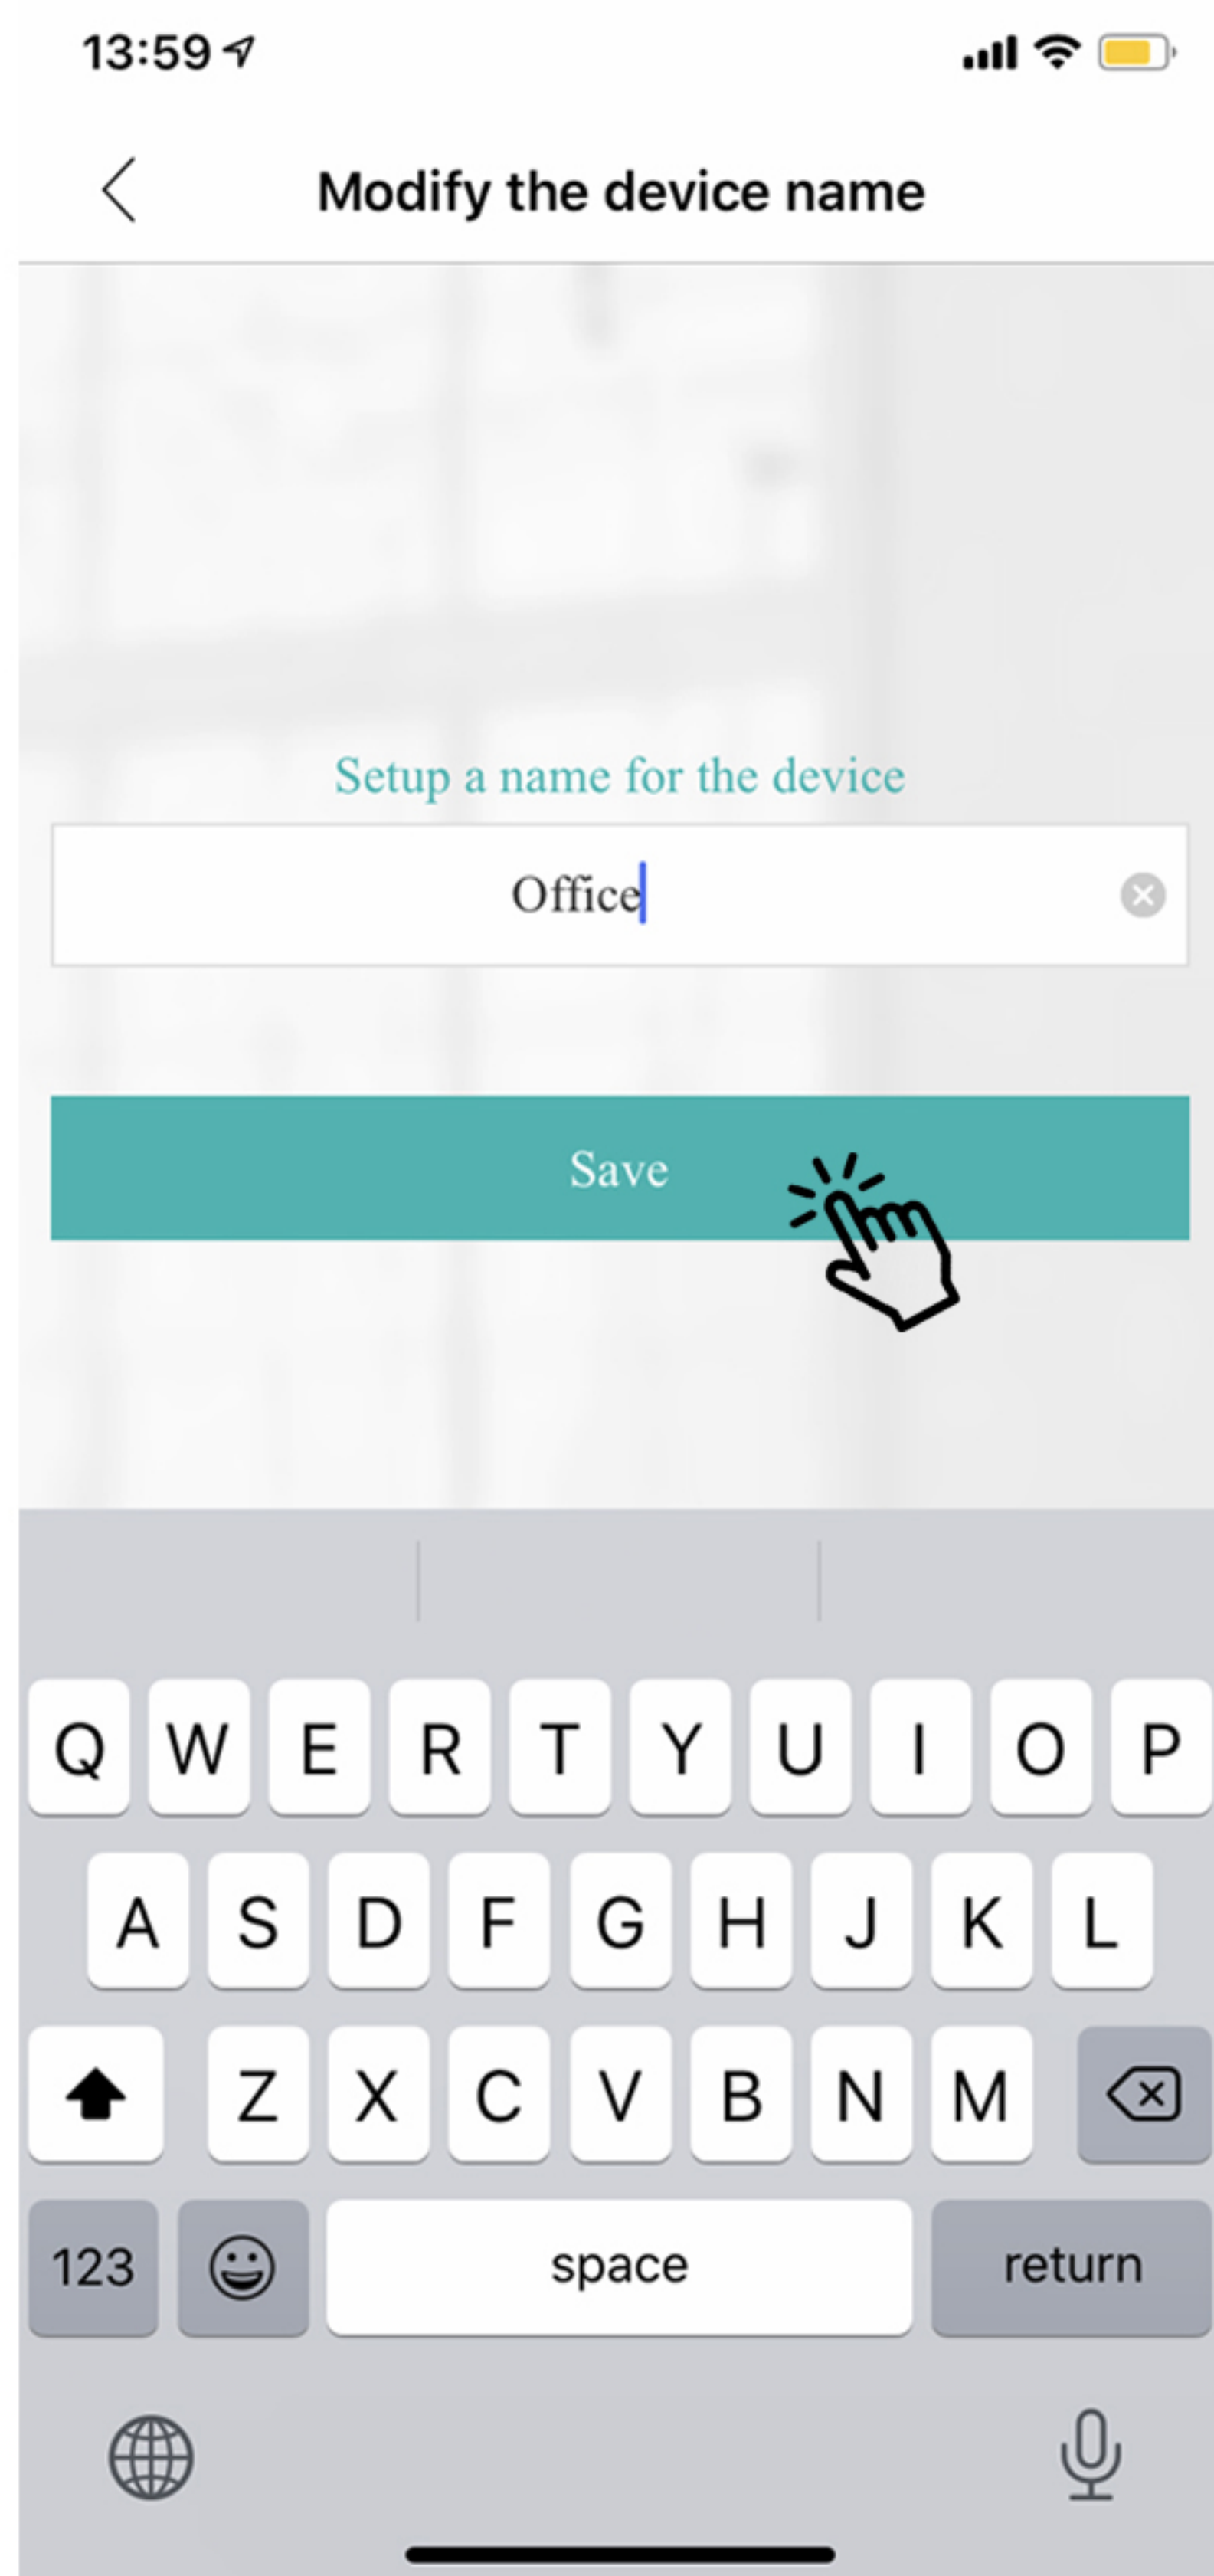 13:59
Modify the device name
Setup a name for the device
Office
Save
Q W E R T Y U I O P
A S D F G H J K L
Z X C V B N M
123 space return